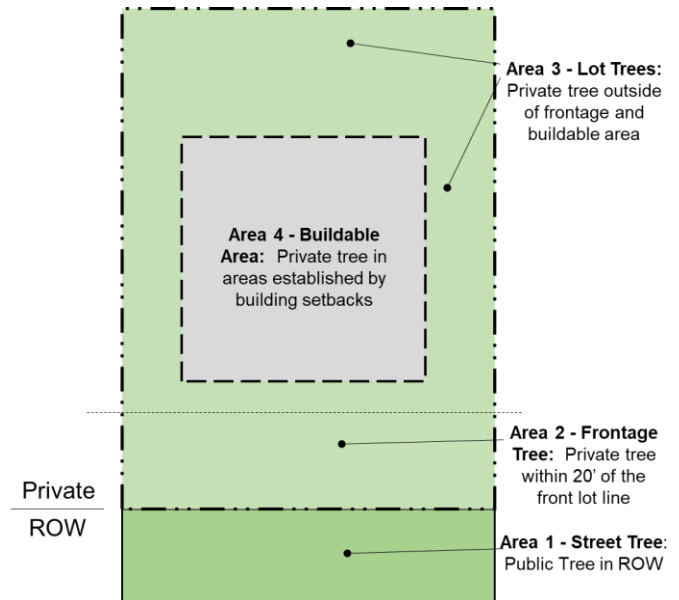 Area 3 - Lot Trees:
Private tree outside
of frontage and
buildable area
Area 4 - Buildable
Area: Private tree in
areas established by
building setbacks
Area 2 - Frontage
Tree: Private tree
within 20' of the
front lot line
Private
ROW
Area 1 - Street Tree:
Public Tree in ROW